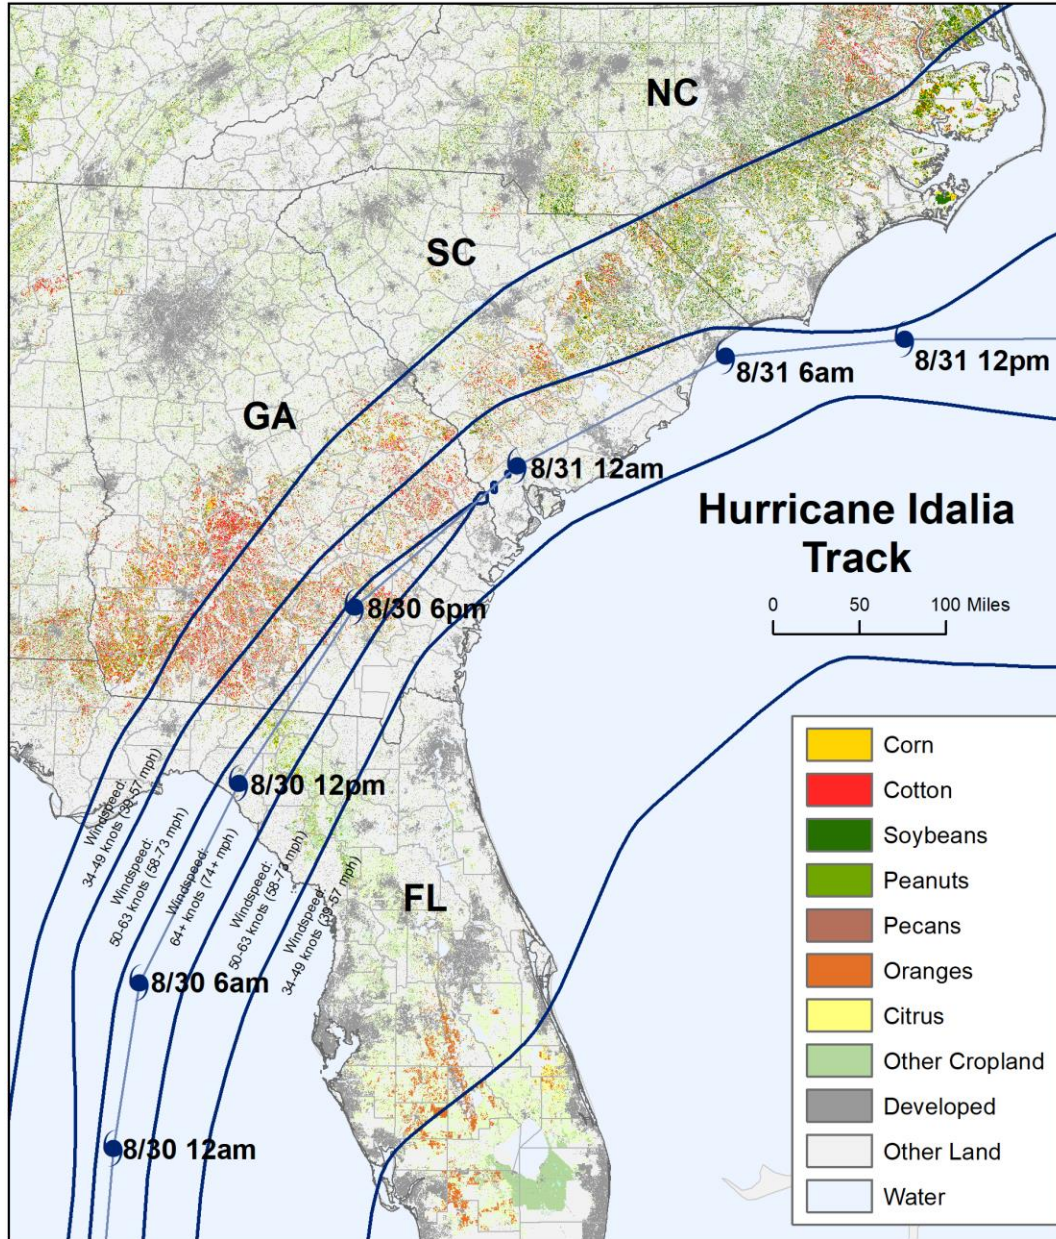 NC
SC
GA
8/31 6am
8/31 12pm
8/31 12am
Hurricane Idalia
Track
0 50 100 Miles
8/30 6pm
8/30 12pm
Windspeed:
34-49 knots (39-57 mph)
Windspeed:
50-63 knots (58-73 mph)
Windspeed:
64+ knots (74+ mph)
Windspeed:
50-63 knots (58-73 mph)
Windspeed:
34-49 knots (39-57 mph)
FL
8/30 6am
8/30 12am
Corn
Cotton
Soybeans
Peanuts
Pecans
Oranges
Citrus
Other Cropland
Developed
Other Land
Water